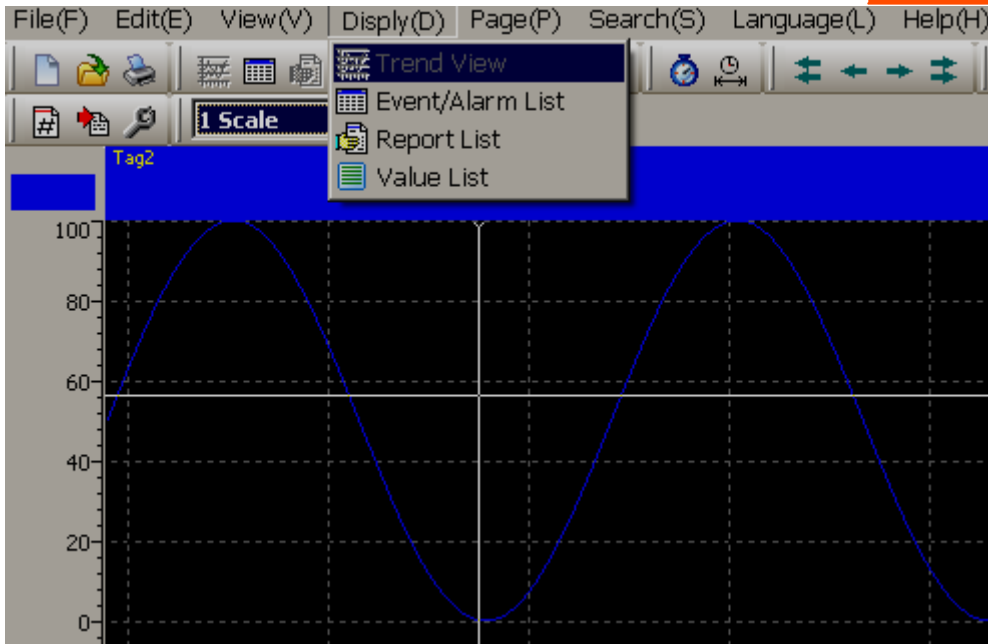 File(F) Edit(E) View(V) Disply(D) Page(P) Search(S) Language(L) Help(H)
Trend View
Event/Alarm List
Report List
Value List
1 Scale
Tag2
100
80
60
40
20
0